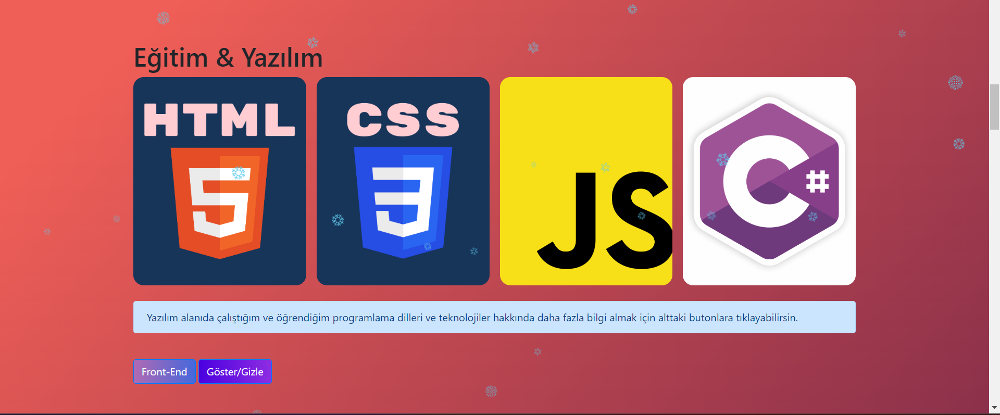 Eğitim & Yazılım
HTML
5
CSS
3
JS
C#
Yazılım alanıda çalıştığım ve öğrendiğim programlama dilleri ve teknolojiler hakkında daha fazla bilgi almak için alttaki butonlara tıklayabilirsin.
Front-End Göster/Gizle